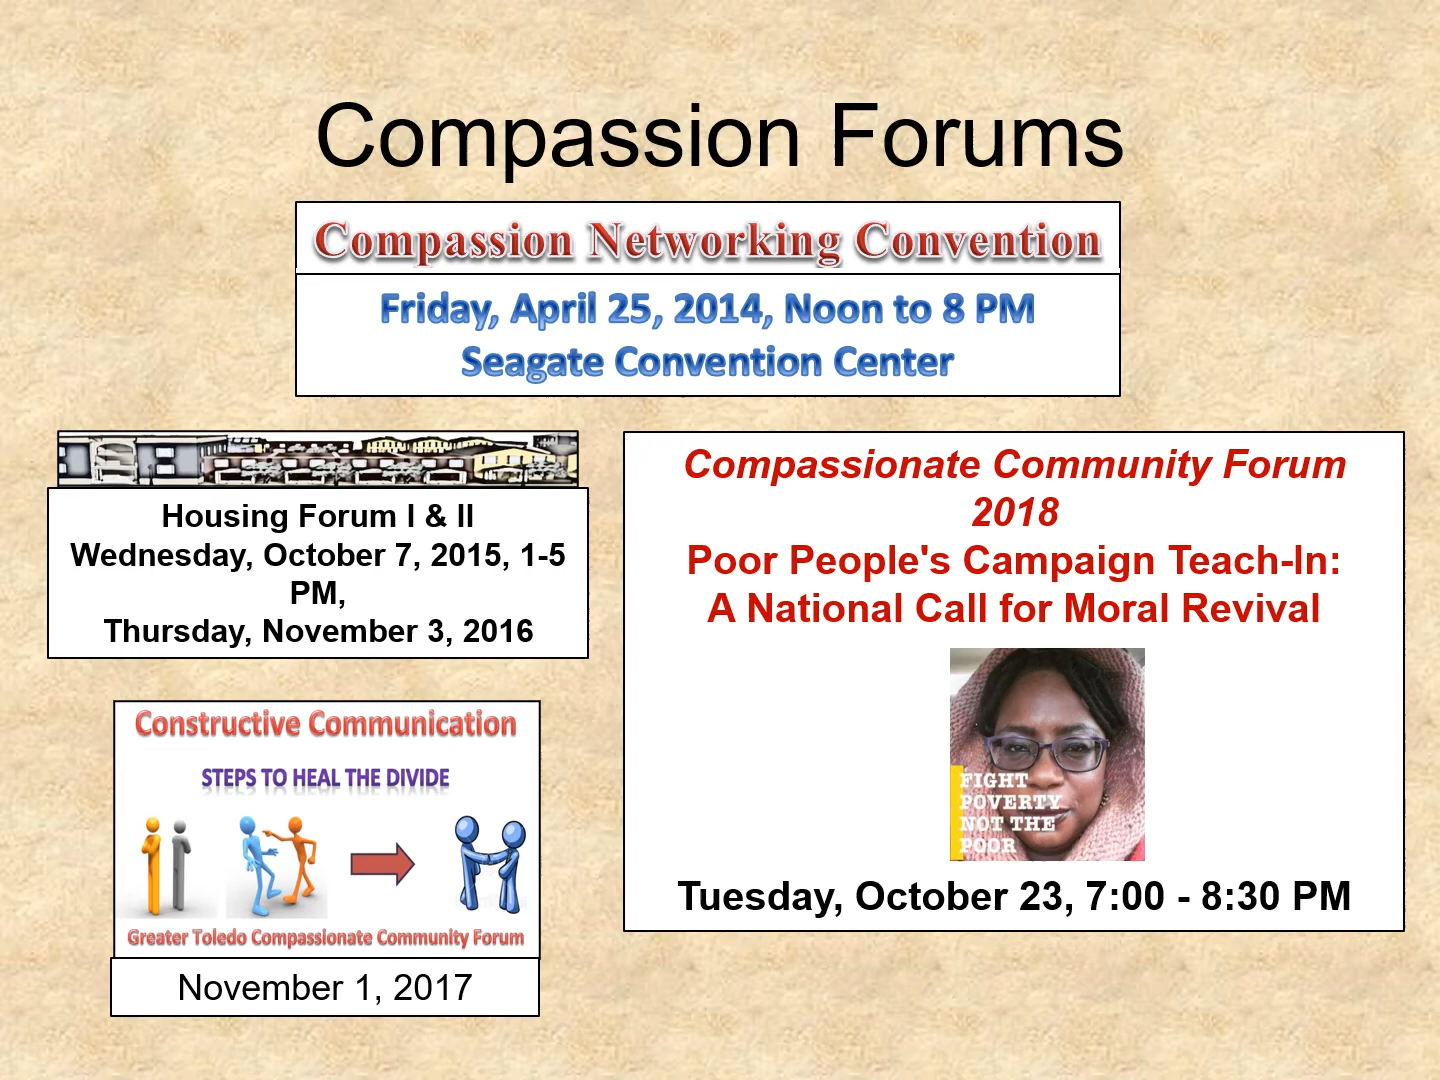 Compassion Forums
Compassion Networking Convention
Friday, April 25, 2014, Noon to 8 PM
Seagate Convention Center
Housing Forum I & II
Wednesday, October 7, 2015, 1-5
PM,
Thursday, November 3, 2016
Constructive Communication
STEPS TO HEAL THE DIVIDE
Greater Toledo Compassionate Community Forum
November 1, 2017
Compassionate Community Forum
2018
Poor People's Campaign Teach-In:
A National Call for Moral Revival
FIGHT
POVERTY
NOT THE
POOR
Tuesday, October 23, 7:00 - 8:30 PM